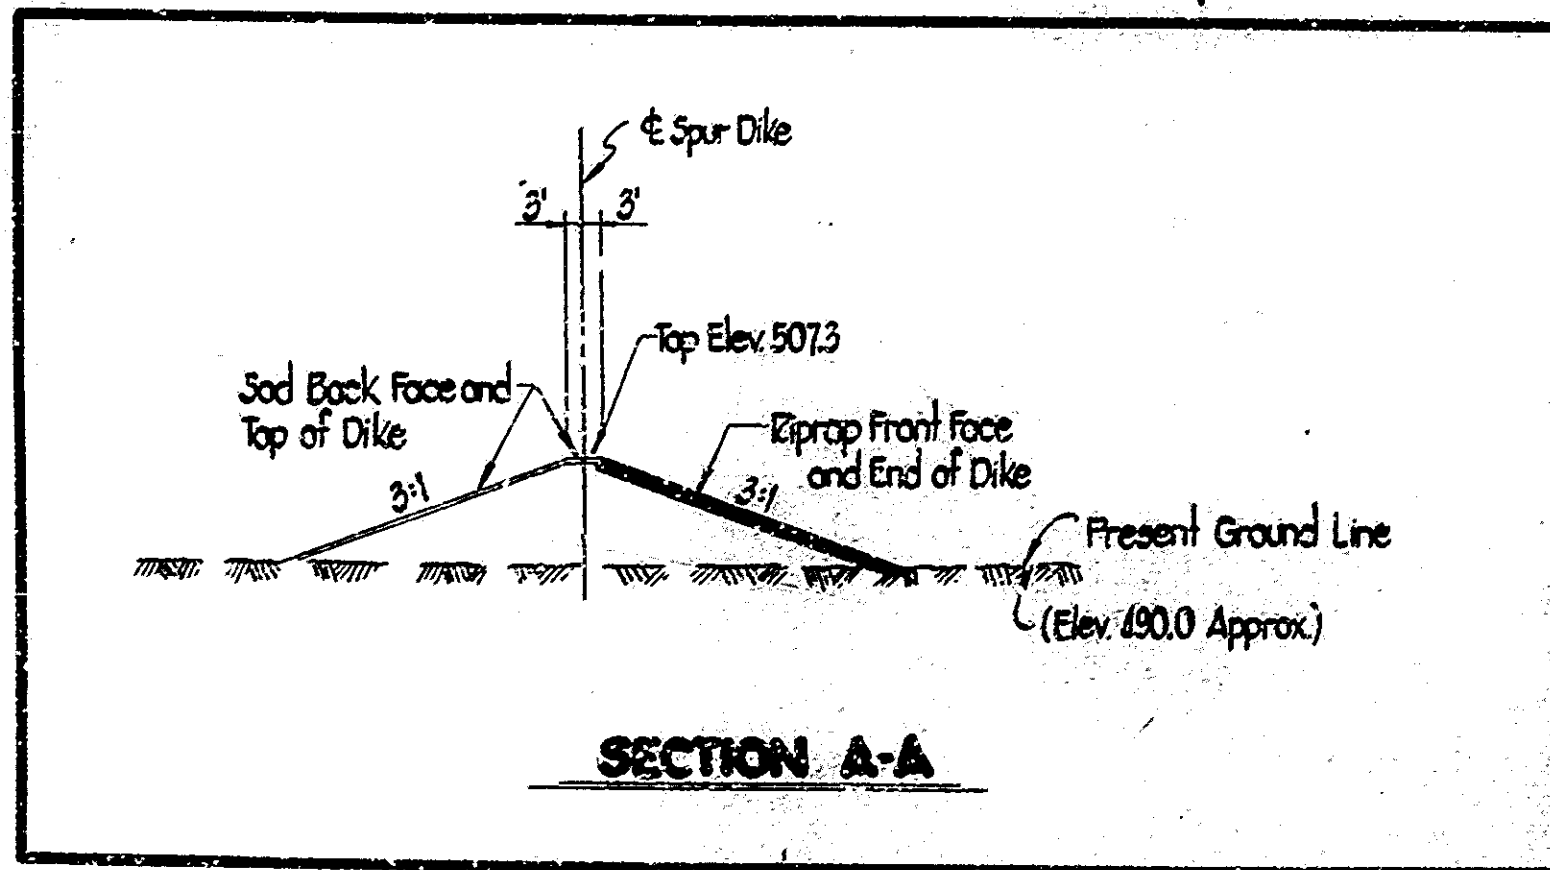 ℄ Spur Dike
3' 3'
Top Elev. 507.3
Sod Back Face and
Top of Dike
Riprap Front Face
and End of Dike
3:1
3:1
Present Ground Line
(Elev. 490.0 Approx.)
SECTION A-A